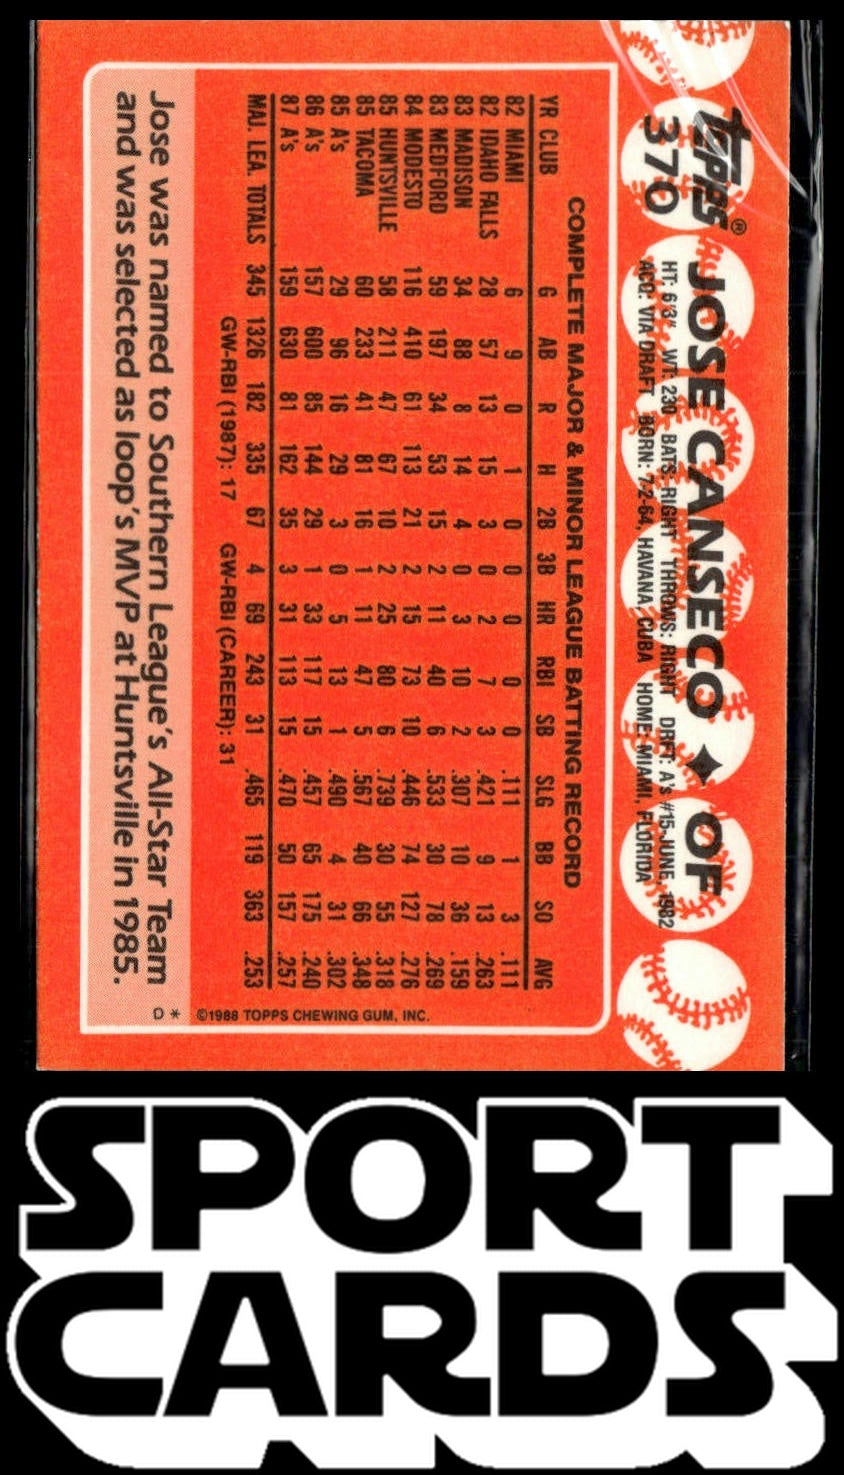 topps®
370
JOSE CANSECO ✦ OF
HT: 6'3" WT: 230 BATS: RIGHT THROWS: RIGHT DRFT: A's #15-JUNE, 1982
ACQ: VIA DRAFT BORN: 7-2-64, HAVANA, CUBA HOME: MIAMI, FLORIDA
COMPLETE MAJOR & MINOR LEAGUE BATTING RECORD
YR CLUB G AB R H 2B 3B HR RBI SB SLG BB SO AVG
82 MIAMI 6 9 0 1 0 0 0 0 0 .111 1 3 .111
82 IDAHO FALLS 28 57 13 15 3 0 2 7 3 .421 9 13 .263
83 MADISON 34 88 8 14 4 0 3 10 2 .307 10 36 .159
83 MEDFORD 59 197 34 53 15 2 11 40 6 .533 30 78 .269
84 MODESTO 116 410 61 113 21 2 15 73 10 .446 74 127 .276
85 HUNTSVILLE 58 211 47 67 10 2 25 80 6 .739 30 55 .318
85 TACOMA 60 233 41 81 16 1 11 47 5 .567 40 66 .348
85 A's 29 96 16 29 3 0 5 13 1 .490 4 31 .302
86 A's 157 600 85 144 29 1 33 117 15 .457 65 175 .240
87 A's 159 630 81 162 35 3 31 113 15 .470 50 157 .257
MAJ. LEA. TOTALS 345 1326 182 335 67 4 69 243 31 .465 119 363 .253
GW-RBI (1987): 17 GW-RBI (CAREER): 31
©1988 TOPPS CHEWING GUM, INC.
Jose was named to Southern League's All-Star Team
and was selected as loop's MVP at Huntsville in 1985.
D*
SPORT
CARDS